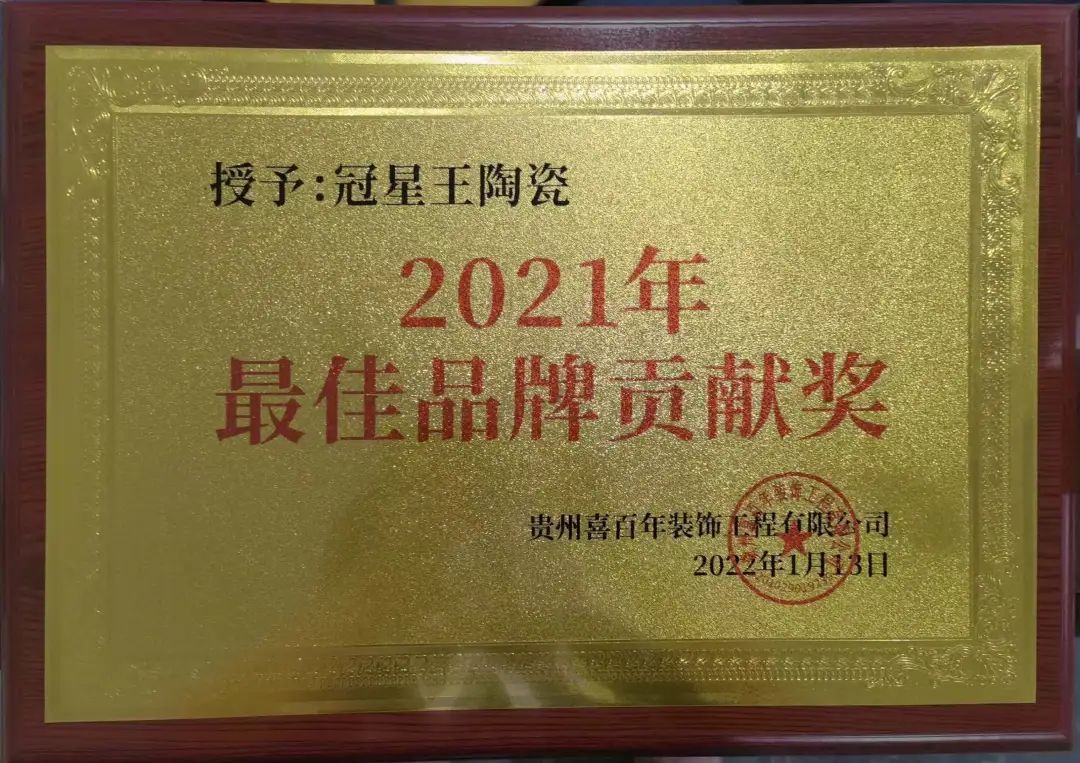 授予:冠星王陶瓷
2021年
最佳品牌贡献奖
贵州喜百年装饰工程有限公司
2022年1月13日